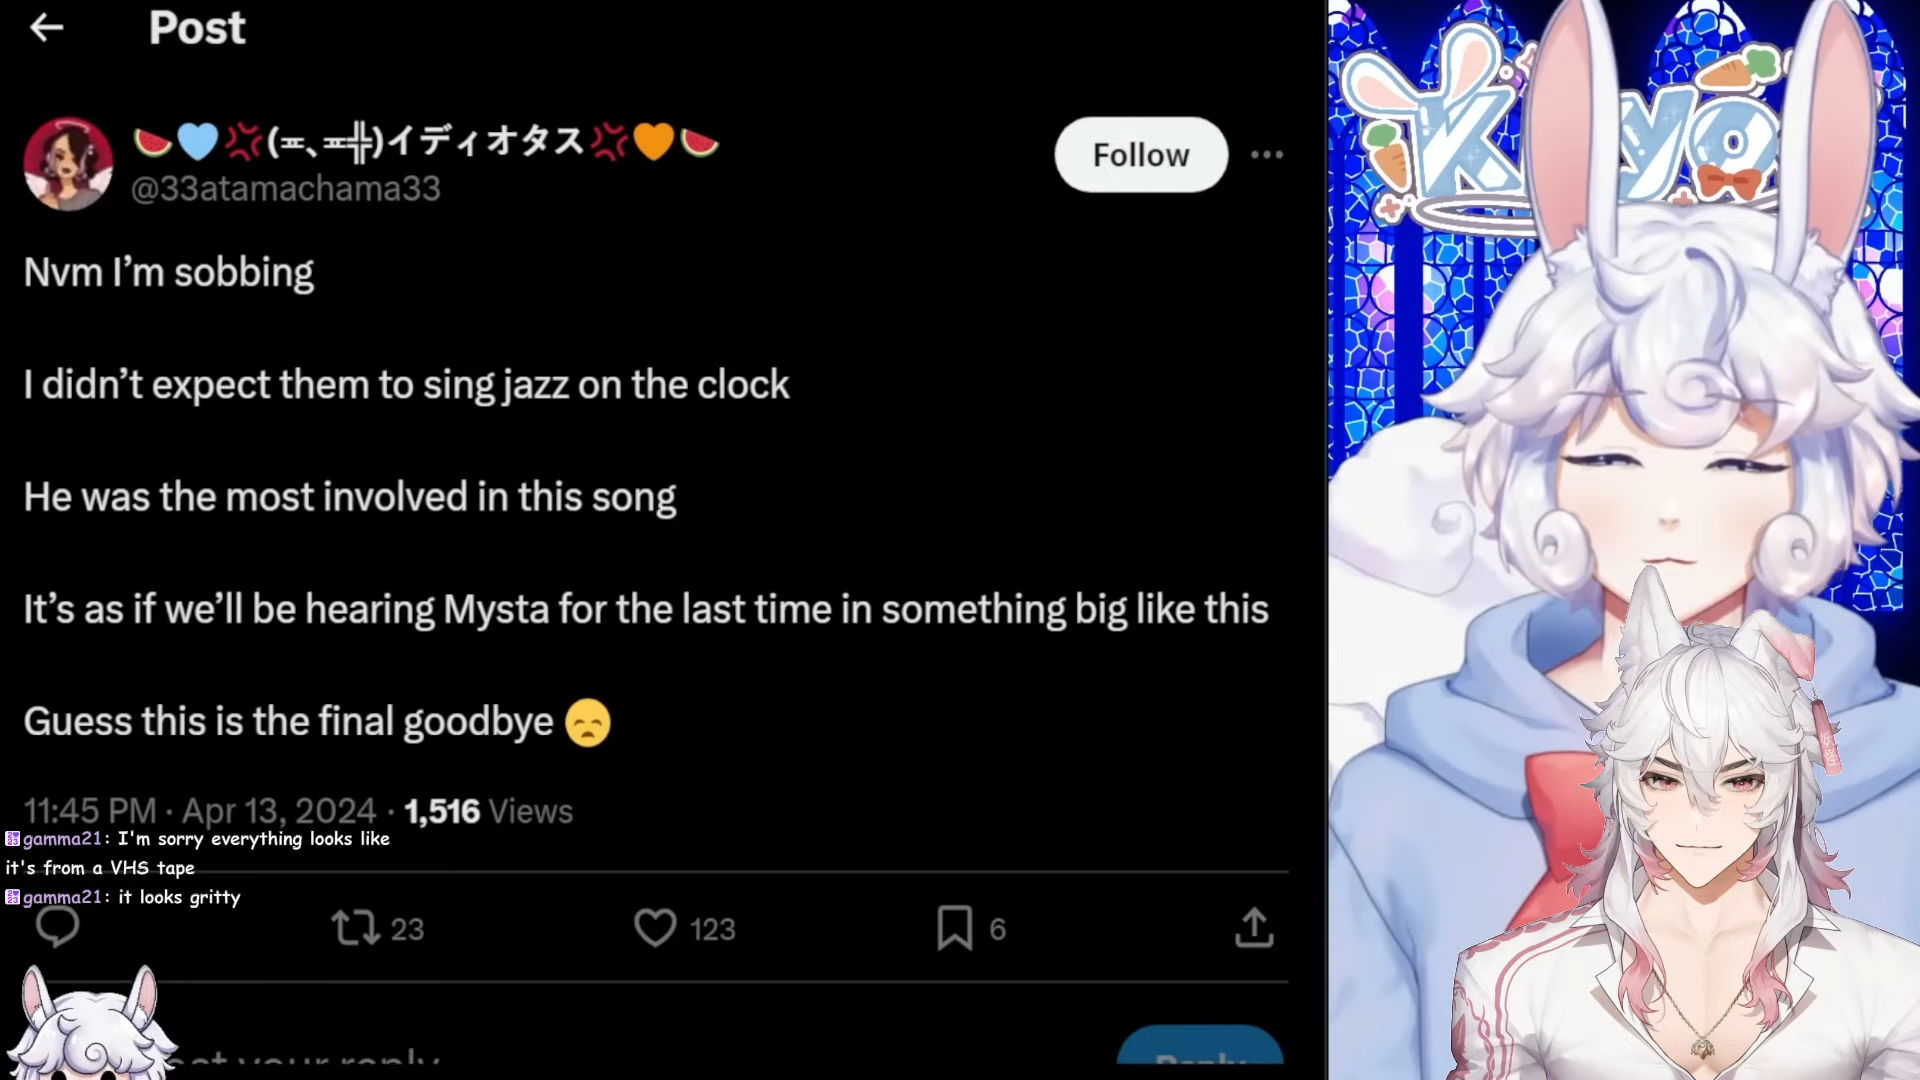 Post
🍉💙💢(=、=╬)イディオタス💢🧡🍉
@33atamachama33
Follow
Nvm I’m sobbing
I didn’t expect them to sing jazz on the clock
He was the most involved in this song
It’s as if we’ll be hearing Mysta for the last time in something big like this
Guess this is the final goodbye 😞
11:45 PM · Apr 13, 2024 · 1,516 Views
gamma21: I'm sorry everything looks like
it's from a VHS tape
gamma21: it looks gritty
23
123
6
your reply
Reply